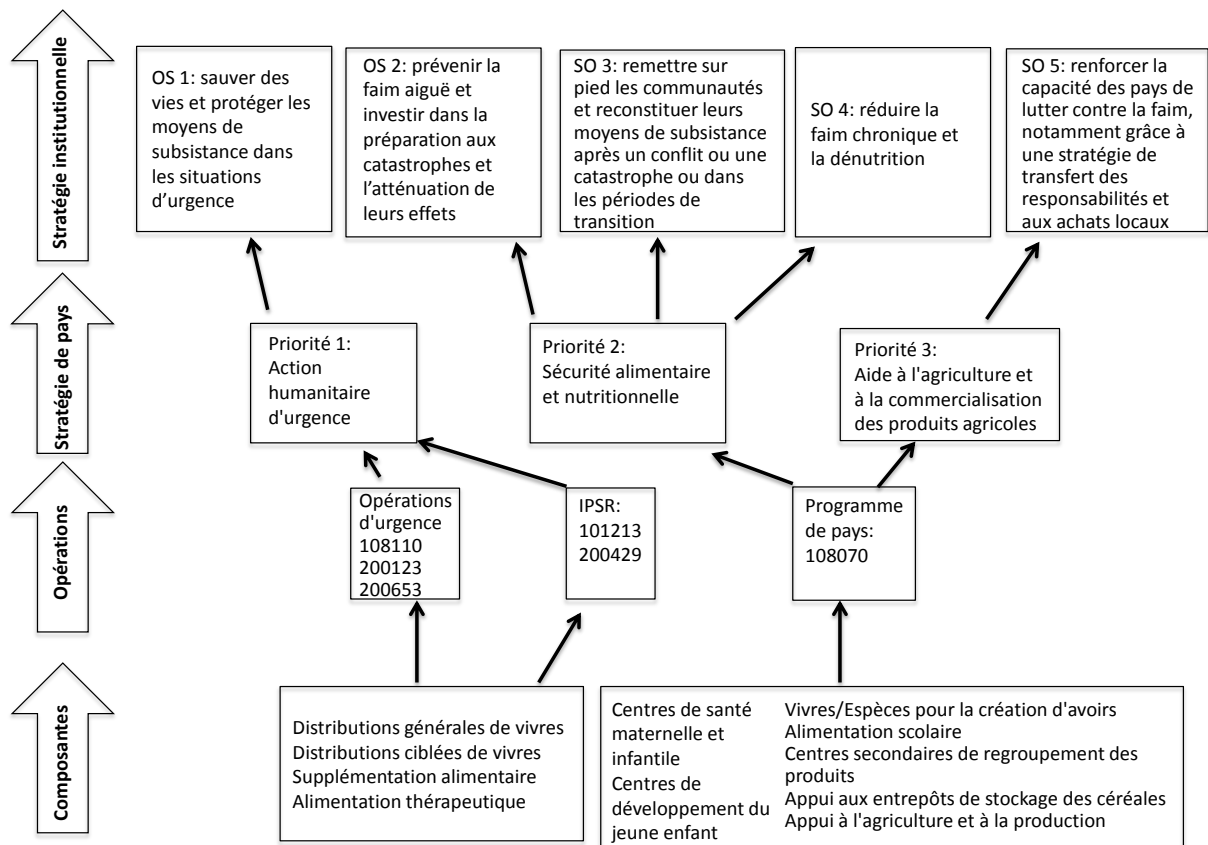 Stratégie institutionnelle
OS 1: sauver des
vies et protéger les
moyens de
subsistance dans
les situations
d’urgence
OS 2: prévenir la
faim aiguë et
investir dans la
préparation aux
catastrophes et
l’atténuation de
leurs effets
SO 3: remettre sur
pied les communautés
et reconstituer leurs
moyens de subsistance
après un conflit ou une
catastrophe ou dans
les périodes de
transition
SO 4: réduire la
faim chronique et
la dénutrition
SO 5: renforcer la
capacité des pays de
lutter contre la faim,
notamment grâce à
une stratégie de
transfert des
responsabilités et
aux achats locaux
Stratégie de pays
Priorité 1:
Action
humanitaire
d'urgence
Priorité 2:
Sécurité alimentaire
et nutritionnelle
Priorité 3:
Aide à l'agriculture et
à la commercialisation
des produits agricoles
Opérations
Opérations
d'urgence
108110
200123
200653
IPSR:
101213
200429
Programme
de pays:
108070
Composantes
Distributions générales de vivres
Distributions ciblées de vivres
Supplémentation alimentaire
Alimentation thérapeutique
Centres de santé
maternelle et
infantile
Centres de
développement du
jeune enfant
Vivres/Espèces pour la création d'avoirs
Alimentation scolaire
Centres secondaires de regroupement des
produits
Appui aux entrepôts de stockage des céréales
Appui à l'agriculture et à la production